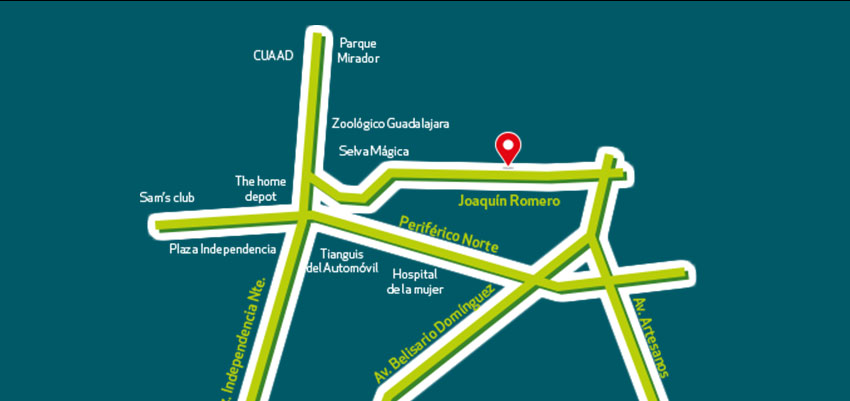 CUAAD
Parque
Mirador
Zoológico Guadalajara
Selva Mágica
The home
depot
Sam's club
Joaquín Romero
Periférico Norte
Plaza Independencia
Tianguis
del Automóvil
Hospital
de la mujer
Independencia Nte.
Av. Belisario Domínguez
Av. Artesanos